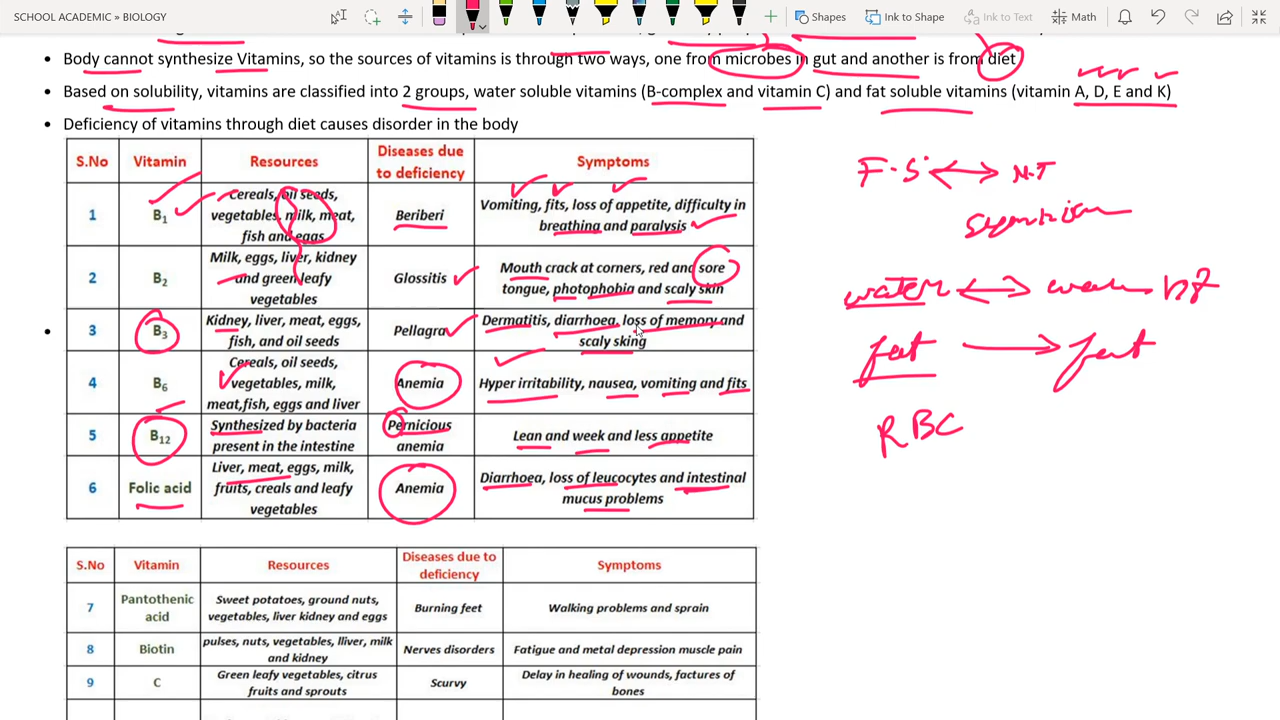 SCHOOL ACADEMIC » BIOLOGY
Shapes
Ink to Shape
Ink to Text
Math
• Body cannot synthesize Vitamins, so the sources of vitamins is through two ways, one from microbes in gut and another is from diet
• Based on solubility, vitamins are classified into 2 groups, water soluble vitamins (B-complex and vitamin C) and fat soluble vitamins (vitamin A, D, E and K)
• Deficiency of vitamins through diet causes disorder in the body
S.No Vitamin Resources Diseases due to deficiency Symptoms
1 B1 Cereals, oil seeds, vegetables, milk, meat, fish and eggs Beriberi Vomiting, fits, loss of appetite, difficulty in breathing and paralysis
2 B2 Milk, eggs, liver, kidney and green leafy vegetables Glossitis Mouth crack at corners, red and sore tongue, photophobia and scaly skin
3 B3 Kidney, liver, meat, eggs, fish, and oil seeds Pellagra Dermatitis, diarrhoea, loss of memory and scaly sking
4 B6 Cereals, oil seeds, vegetables, milk, meat,fish, eggs and liver Anemia Hyper irritability, nausea, vomiting and fits
5 B12 Synthesized by bacteria present in the intestine Pernicious anemia Lean and week and less appetite
6 Folic acid Liver, meat, eggs, milk, fruits, creals and leafy vegetables Anemia Diarrhoea, loss of leucocytes and intestinal mucus problems
F.S N.T
water
fat fat
RBC
S.No Vitamin Resources Diseases due to deficiency Symptoms
7 Pantothenic acid Sweet potatoes, ground nuts, vegetables, liver kidney and eggs Burning feet Walking problems and sprain
8 Biotin pulses, nuts, vegetables, lliver, milk and kidney Nerves disorders Fatigue and metal depression muscle pain
9 C Green leafy vegetables, citrus fruits and sprouts Scurvy Delay in healing of wounds, factures of bones